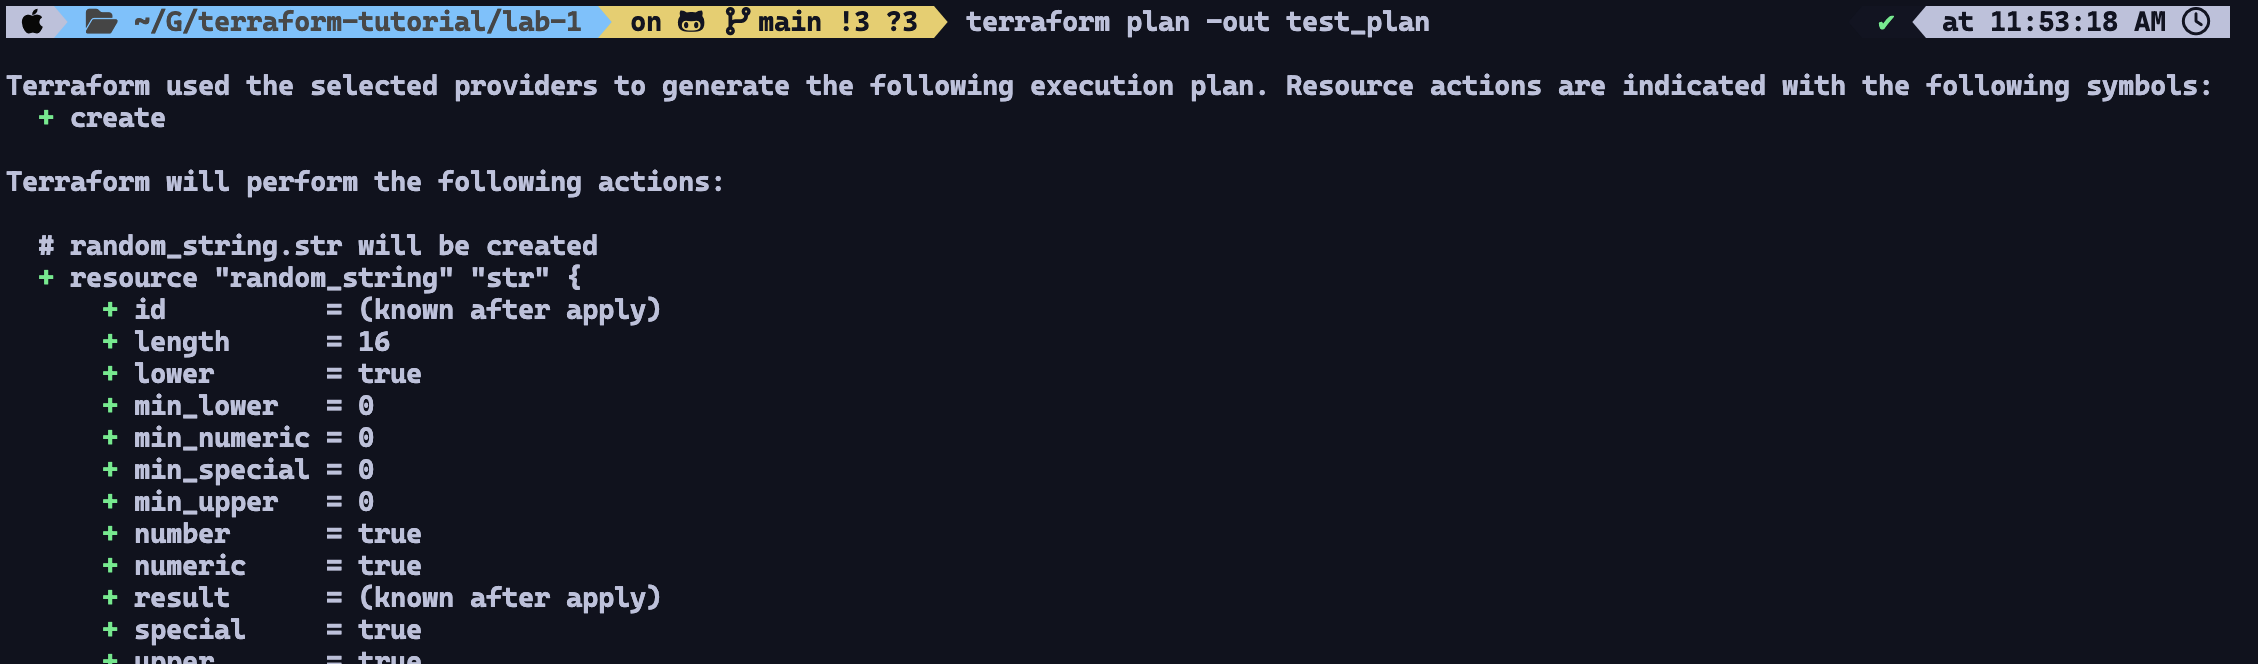 ~/G/terraform-tutorial/lab-1 on main !3 ?3 terraform plan -out test_plan ✔ at 11:53:18 AM
Terraform used the selected providers to generate the following execution plan. Resource actions are indicated with the following symbols:
+ create
Terraform will perform the following actions:
# random_string.str will be created
+ resource "random_string" "str" {
+ id = (known after apply)
+ length = 16
+ lower = true
+ min_lower = 0
+ min_numeric = 0
+ min_special = 0
+ min_upper = 0
+ number = true
+ numeric = true
+ result = (known after apply)
+ special = true
+ upper = true